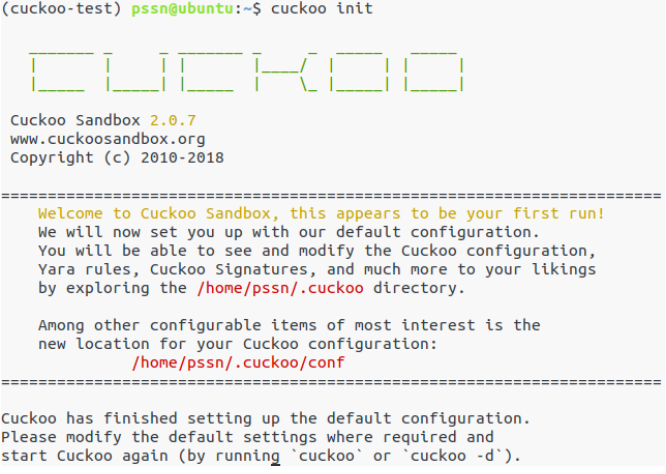 (cuckoo-test) pssn@ubuntu:~$ cuckoo init
CUCKOO
Cuckoo Sandbox 2.0.7
www.cuckoosandbox.org
Copyright (c) 2010-2018
======================================================================
Welcome to Cuckoo Sandbox, this appears to be your first run!
We will now set you up with our default configuration.
You will be able to see and modify the Cuckoo configuration,
Yara rules, Cuckoo Signatures, and much more to your likings
by exploring the /home/pssn/.cuckoo directory.
Among other configurable items of most interest is the
new location for your Cuckoo configuration:
/home/pssn/.cuckoo/conf
======================================================================
Cuckoo has finished setting up the default configuration.
Please modify the default settings where required and
start Cuckoo again (by running `cuckoo` or `cuckoo -d`).